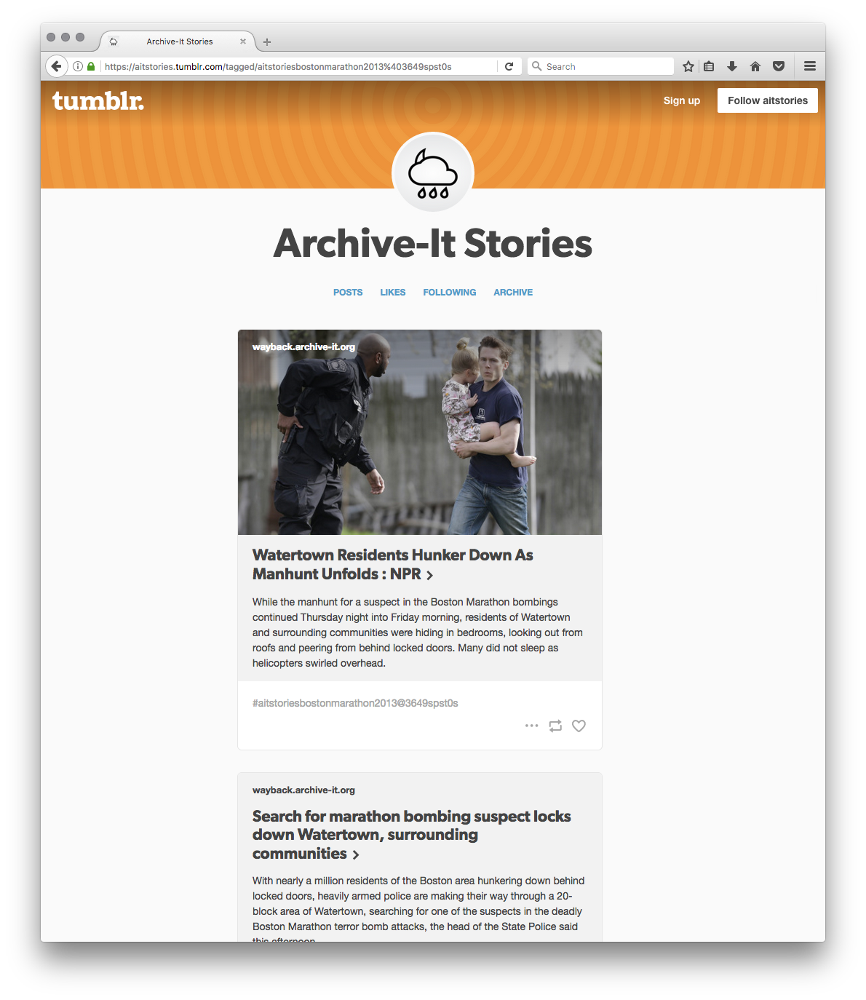 Archive-It Stories
https://aitstories.tumblr.com/tagged/aitstoriesbostonmarathon2013%403649spst0s
Search
tumblr.
Sign up
Follow aitstories
Archive-It Stories
POSTS LIKES FOLLOWING ARCHIVE
wayback.archive-it.org
Watertown Residents Hunker Down As
Manhunt Unfolds : NPR
While the manhunt for a suspect in the Boston Marathon bombings
continued Thursday night into Friday morning, residents of Watertown
and surrounding communities were hiding in bedrooms, looking out from
roofs and peering from behind locked doors. Many did not sleep as
helicopters swirled overhead.
#aitstoriesbostonmarathon2013@3649spst0s
wayback.archive-it.org
Search for marathon bombing suspect locks
down Watertown, surrounding
communities
With nearly a million residents of the Boston area hunkering down behind
locked doors, heavily armed police are making their way through a 20-
block area of Watertown, searching for one of the suspects in the deadly
Boston Marathon terror bomb attacks, the head of the State Police said
this afternoon